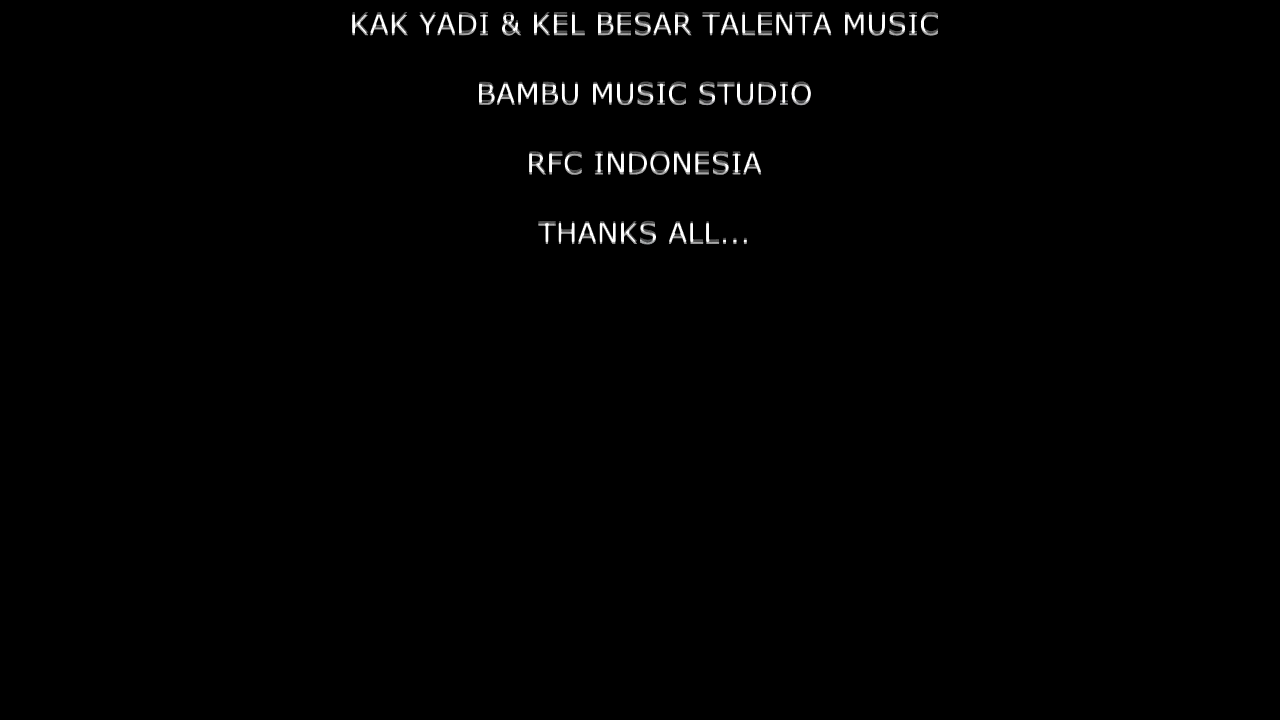 KAK YADI & KEL BESAR TALENTA MUSIC
BAMBU MUSIC STUDIO
RFC INDONESIA
THANKS ALL...